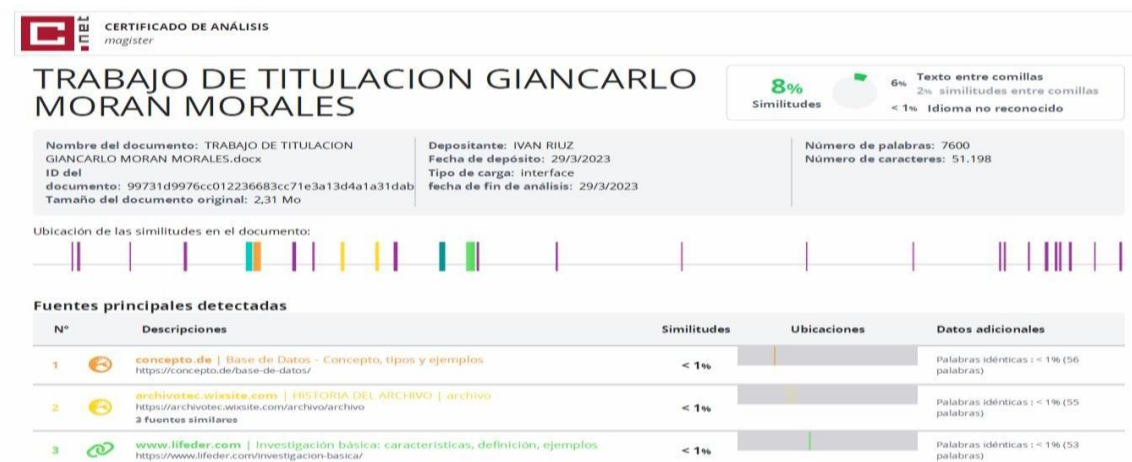 .net
CERTIFICADO DE ANÁLISIS
magister
TRABAJO DE TITULACION GIANCARLO
MORAN MORALES
8%
Similitudes
6% Texto entre comillas
2% similitudes entre comillas
< 1% Idioma no reconocido
Nombre del documento: TRABAJO DE TITULACION
GIANCARLO MORAN MORALES.docx
ID del
documento: 99731d9976cc012236683cc71e3a13d4a1a31dab
Tamaño del documento original: 2,31 Mo
Depositante: IVAN RIUZ
Fecha de depósito: 29/3/2023
Tipo de carga: interface
fecha de fin de análisis: 29/3/2023
Número de palabras: 7600
Número de caracteres: 51.198
Ubicación de las similitudes en el documento:
Fuentes principales detectadas
N° Descripciones Similitudes Ubicaciones Datos adicionales
1 concepto.de | Base de Datos - Concepto, tipos y ejemplos
https://concepto.de/base-de-datos/
< 1%
Palabras idénticas : < 1% (56
palabras)
2 archivotec.wixsite.com | HISTORIA DEL ARCHIVO | archivo
https://archivotec.wixsite.com/archivo/archivo
3 fuentes similares
< 1%
Palabras idénticas : < 1% (55
palabras)
3 www.lifeder.com | Investigación básica: características, definición, ejemplos
https://www.lifeder.com/investigacion-basica/
< 1%
Palabras idénticas : < 1% (53
palabras)